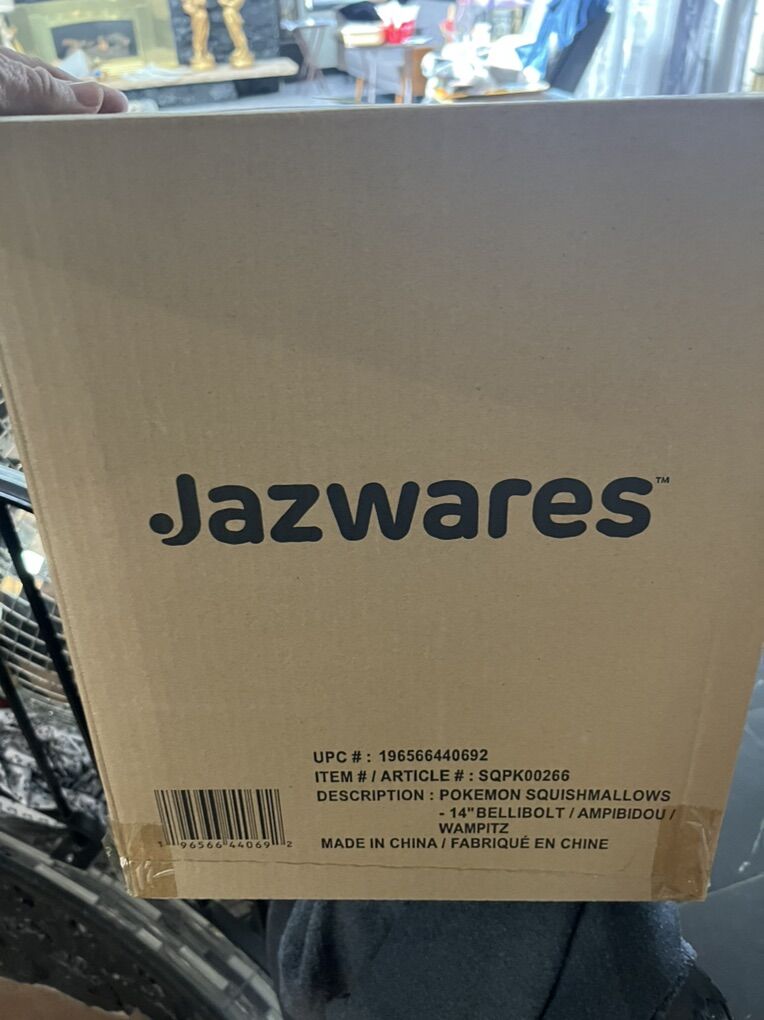 Jazwares™
UPC # : 196566440692
ITEM # / ARTICLE # : SQPK00266
DESCRIPTION : POKEMON SQUISHMALLOWS
- 14" BELLIBOLT / AMPIBIDOU /
WAMPITZ
MADE IN CHINA / FABRIQUÉ EN CHINE
1 96566 44069 2